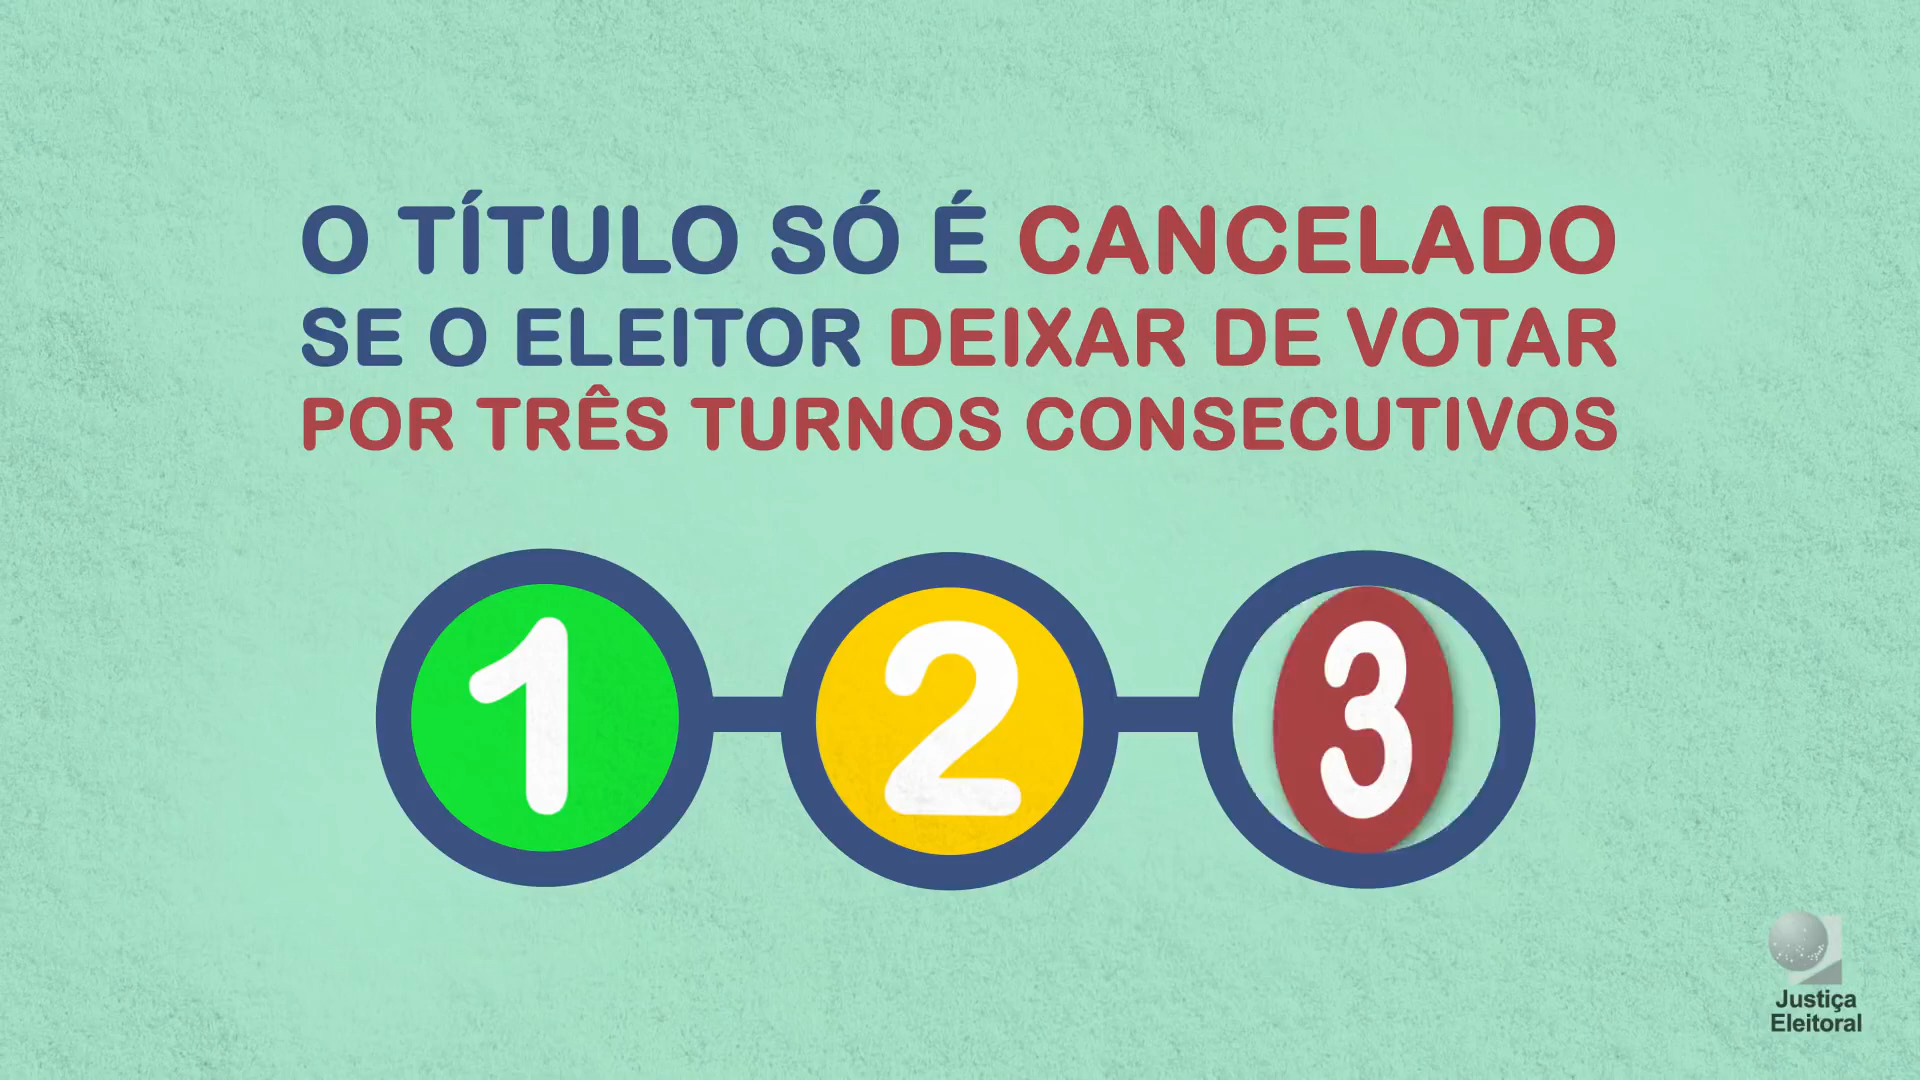 O TÍTULO SÓ É CANCELADO
SE O ELEITOR DEIXAR DE VOTAR
POR TRÊS TURNOS CONSECUTIVOS
1 2 3
Justiça
Eleitoral